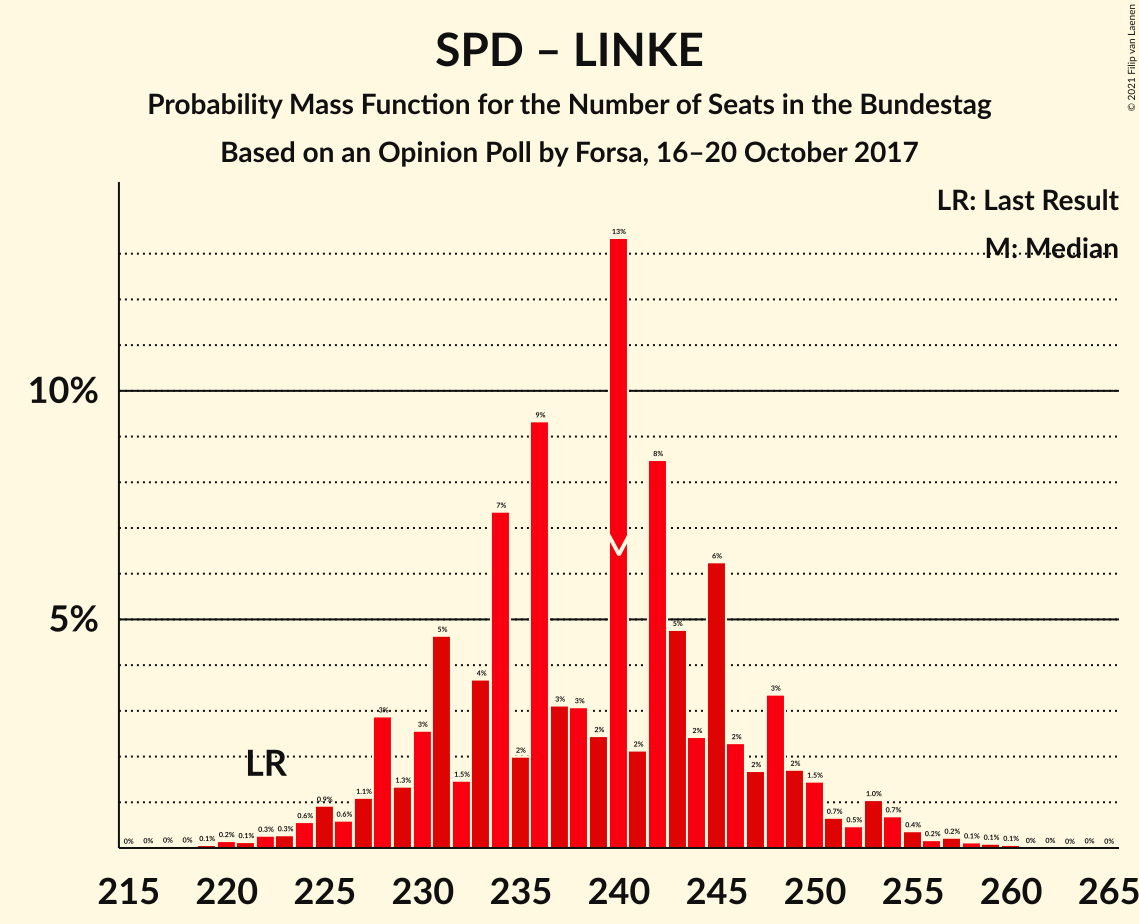 SPD – LINKE
Probability Mass Function for the Number of Seats in the Bundestag
Based on an Opinion Poll by Forsa, 16–20 October 2017
© 2021 Filip van Laenen
LR: Last Result
M: Median
10%
5%
LR
M
0% 0% 0% 0% 0.1% 0.2% 0.1% 0.3% 0.3% 0.6% 0.9% 0.6% 1.1% 3% 1.3% 3% 5% 1.5% 4% 7% 2% 9% 3% 3% 2% 13% 2% 8% 5% 2% 6% 2% 2% 3% 2% 1.5% 0.7% 0.5% 1.0% 0.7% 0.4% 0.2% 0.2% 0.1% 0.1% 0.1% 0% 0% 0% 0% 0%
215 220 225 230 235 240 245 250 255 260 265